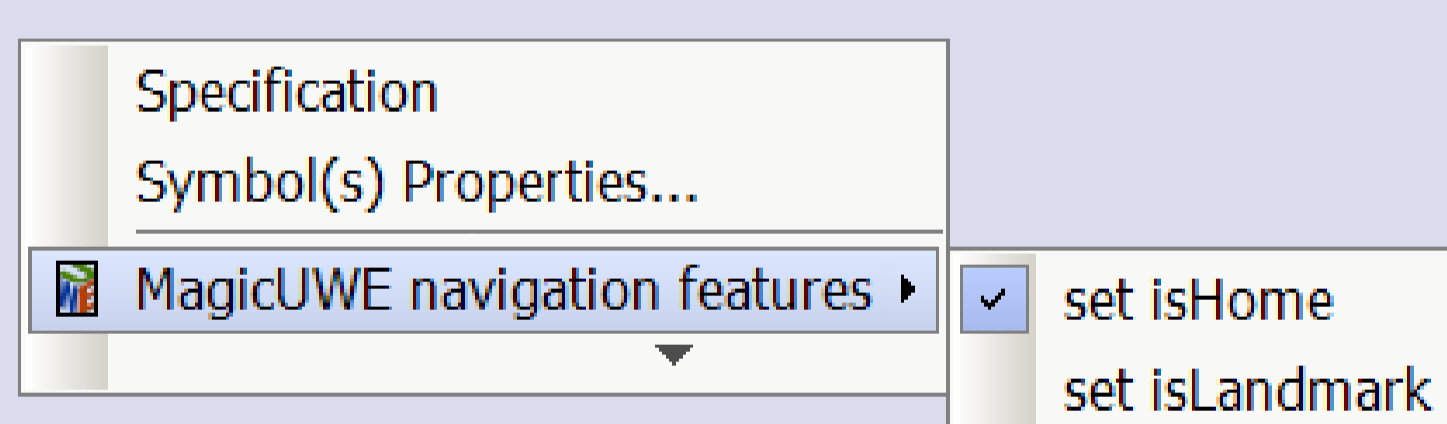 Specification
Symbol(s) Properties...
MagicUWE navigation features
set isHome
set isLandmark